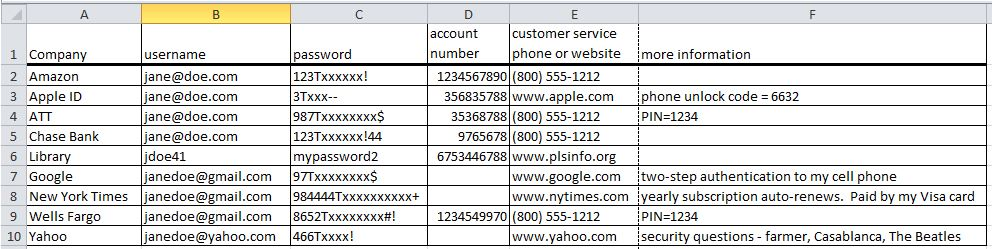 A B C D E F
1 Company username password account number customer service phone or website more information
2 Amazon jane@doe.com 123Txxxxxx! 1234567890 (800) 555-1212
3 Apple ID jane@doe.com 3Txxx-- 356835788 www.apple.com phone unlock code = 6632
4 ATT jane@doe.com 987Txxxxxxxx$ 35368788 (800) 555-1212 PIN=1234
5 Chase Bank jane@doe.com 123Txxxxxx!44 9765678 (800) 555-1212
6 Library jdoe41 mypassword2 6753446788 www.plsinfo.org
7 Google janedoe@gmail.com 97Txxxxxxxx$ www.google.com two-step authentication to my cell phone
8 New York Times janedoe@gmail.com 984444Txxxxxxxxxx+ www.nytimes.com yearly subscription auto-renews.  Paid by my Visa card
9 Wells Fargo janedoe@gmail.com 8652Txxxxxxxx#! 1234549970 (800) 555-1212 PIN=1234
10 Yahoo janedoe@yahoo.com 466Txxxx! www.yahoo.com security questions - farmer, Casablanca, The Beatles